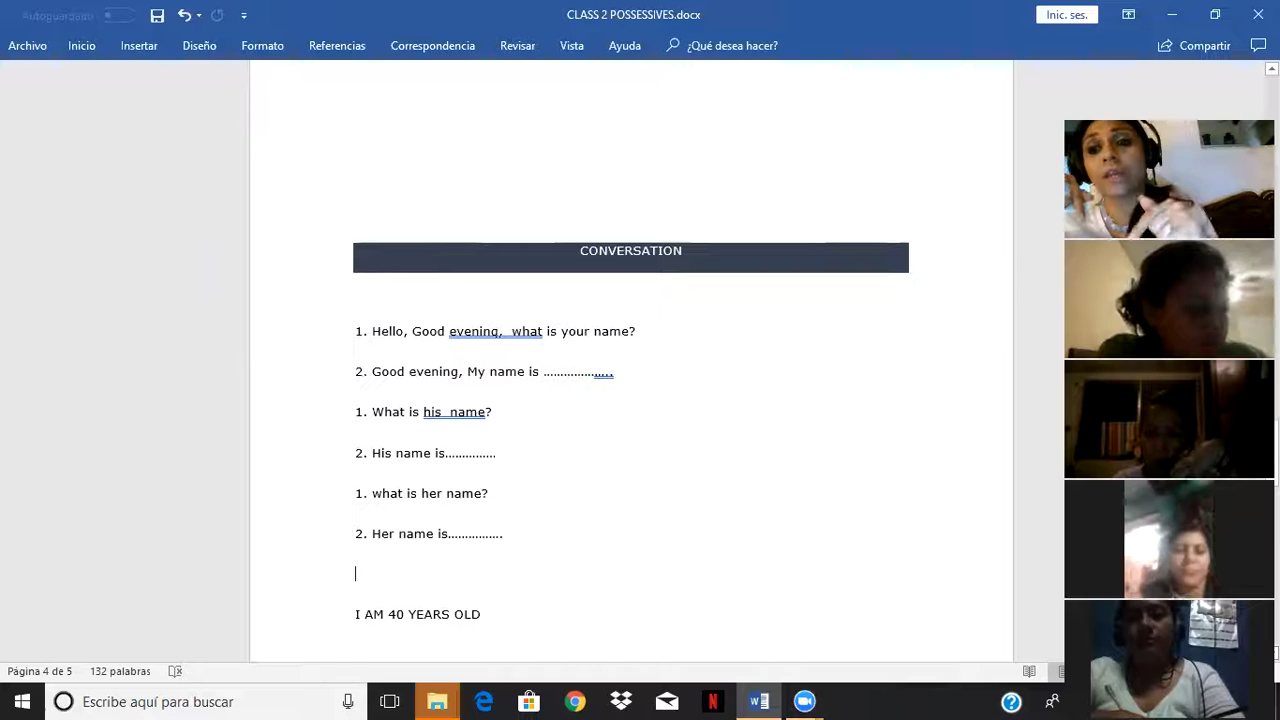 Autoguardado
CLASS 2 POSSESSIVES.docx
Inic. ses.
Archivo Inicio Insertar Diseño Formato Referencias Correspondencia Revisar Vista Ayuda ¿Qué desea hacer? Compartir
CONVERSATION
1. Hello, Good evening,  what is your name?
2. Good evening, My name is ………………….
1. What is his  name?
2. His name is……………
1. what is her name?
2. Her name is…………….
I AM 40 YEARS OLD
Página 4 de 5 132 palabras
Escribe aquí para buscar